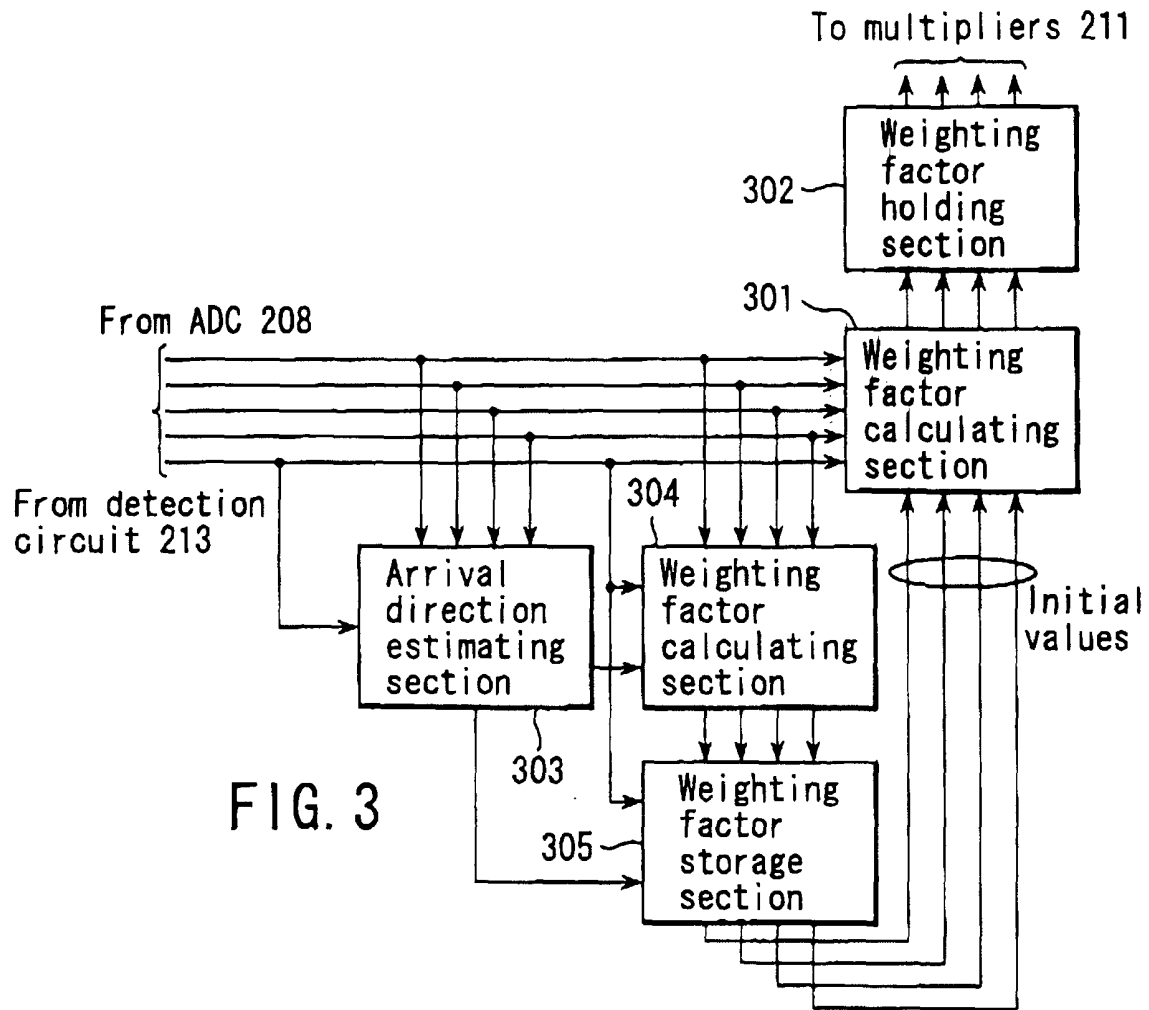 To multipliers 211
Weighting
factor
holding
section
302
301
From ADC 208
Weighting
factor
calculating
section
From detection
circuit 213
304
Arrival
direction
estimating
section
Weighting
factor
calculating
section
Initial
values
303
FIG. 3
Weighting
factor
storage
section
305